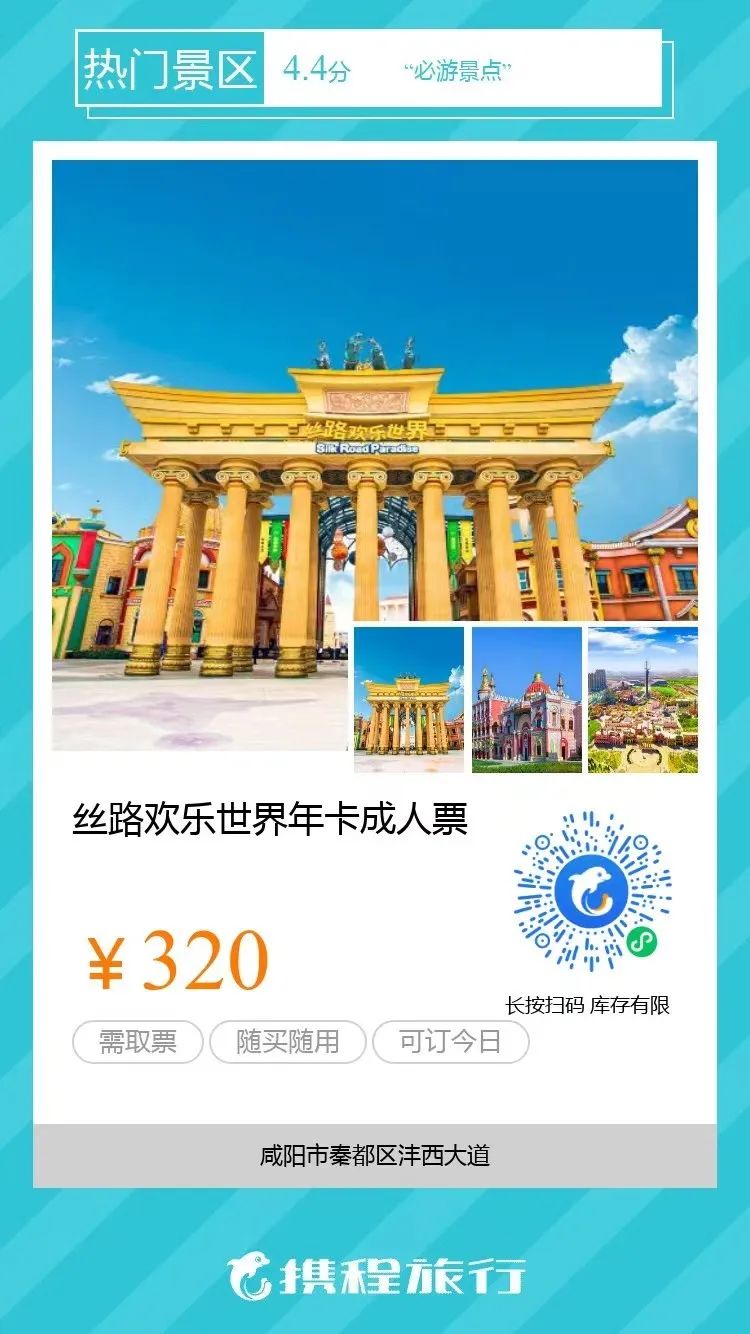 热门景区 4.4分 “必游景点”
丝路欢乐世界
Silk Road Paradise
丝路欢乐世界年卡成人票
¥320
长按扫码 库存有限
需取票 随买随用 可订今日
咸阳市秦都区沣西大道
携程旅行